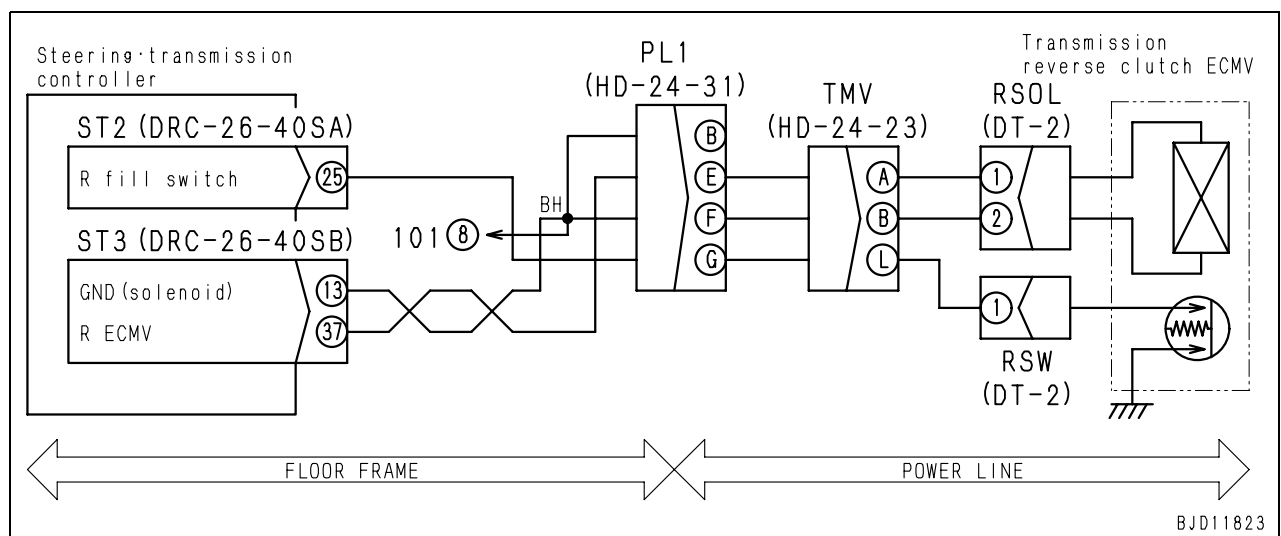 Steering·transmission
controller
ST2 (DRC-26-40SA)
R fill switch
25
ST3 (DRC-26-40SB)
GND (solenoid)
13
R ECMV
37
BH
101 8
PL1
(HD-24-31)
B
E
F
G
TMV
(HD-24-23)
A
B
L
RSOL
(DT-2)
1
2
1
RSW
(DT-2)
Transmission
reverse clutch ECMV
FLOOR FRAME
POWER LINE
BJD11823